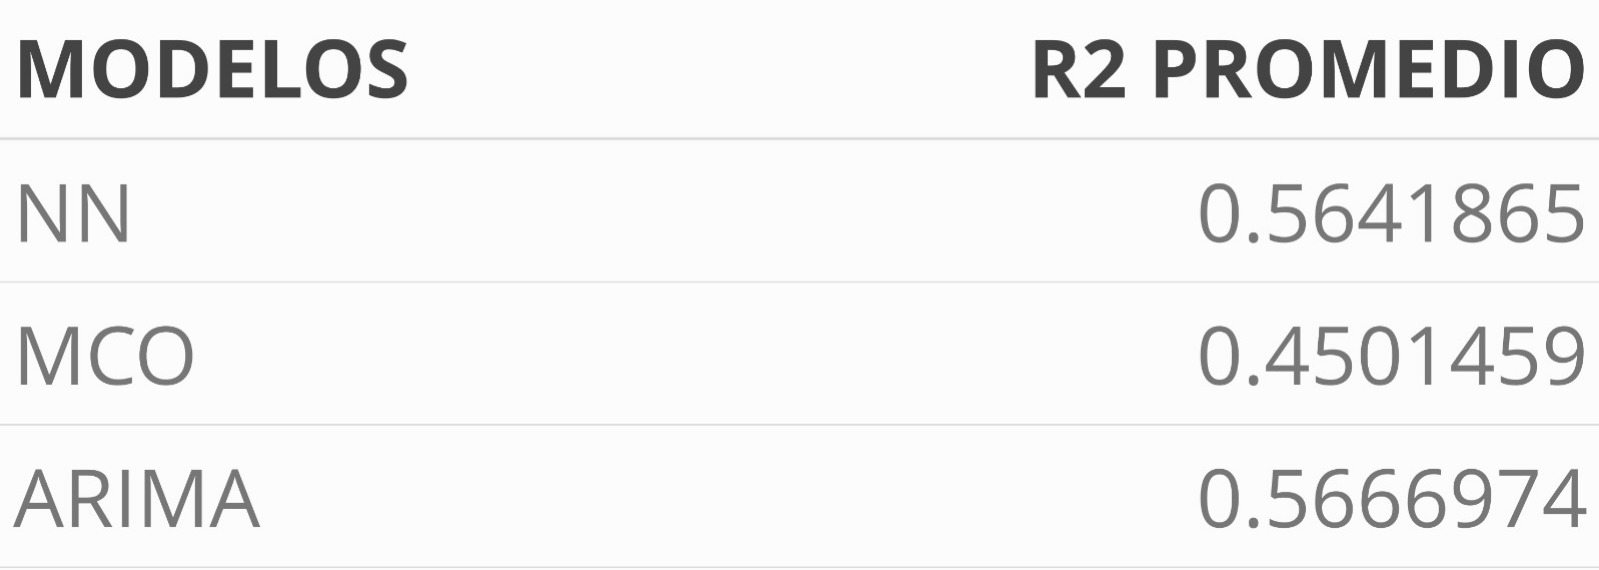 MODELOS R2 PROMEDIO
NN 0.5641865
MCO 0.4501459
ARIMA 0.5666974